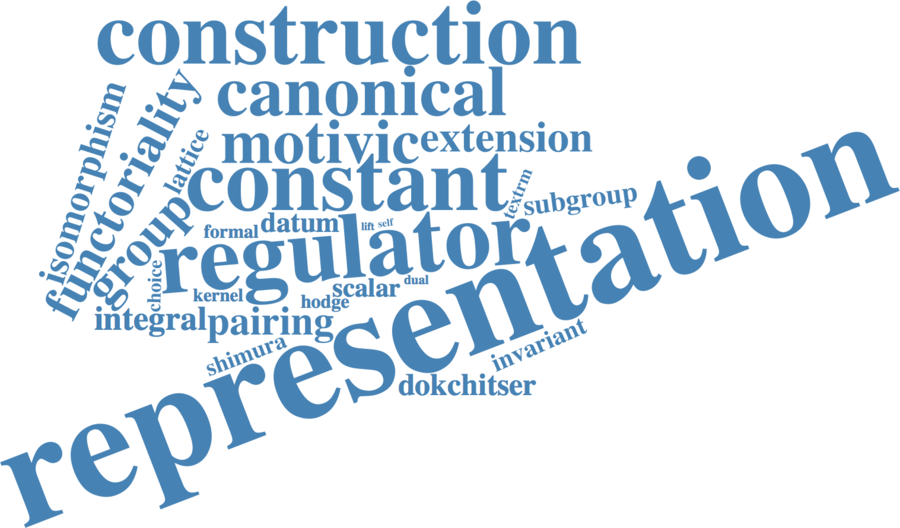 construction
canonical
isomorphism
functoriality
lattice
motivic
extension
constant
group
textrm
subgroup
representation
formal
datum
lift
self
regulator
choice
kernel
hodge
scalar
dual
integral
pairing
shimura
invariant
dokchitser